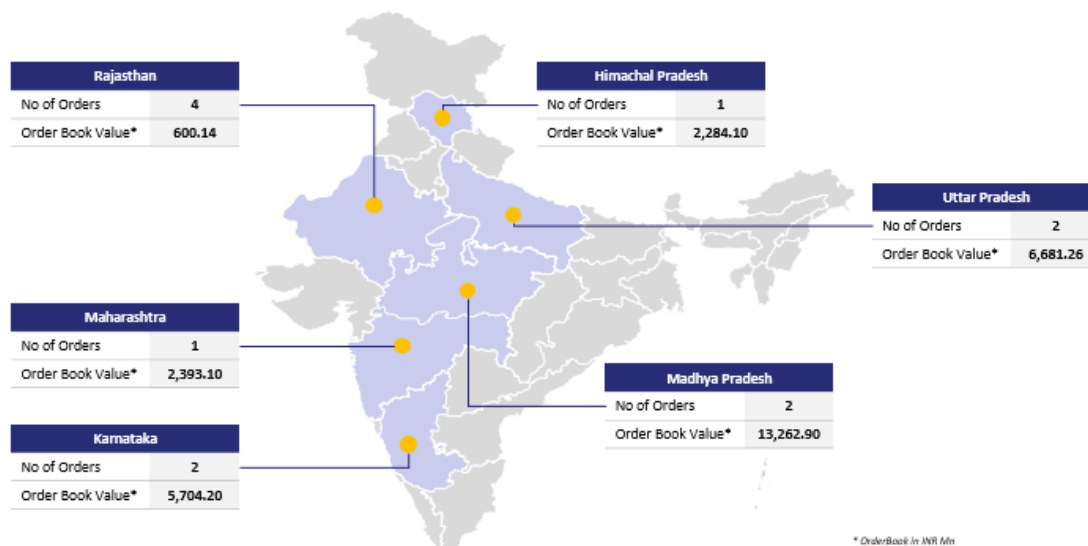 Rajasthan
No of Orders 4
Order Book Value* 600.14
Himachal Pradesh
No of Orders 1
Order Book Value* 2,284.10
Uttar Pradesh
No of Orders 2
Order Book Value* 6,681.26
Maharashtra
No of Orders 1
Order Book Value* 2,393.10
Madhya Pradesh
No of Orders 2
Order Book Value* 13,262.90
Karnataka
No of Orders 2
Order Book Value* 5,704.20
* OrderBook in INR Mn